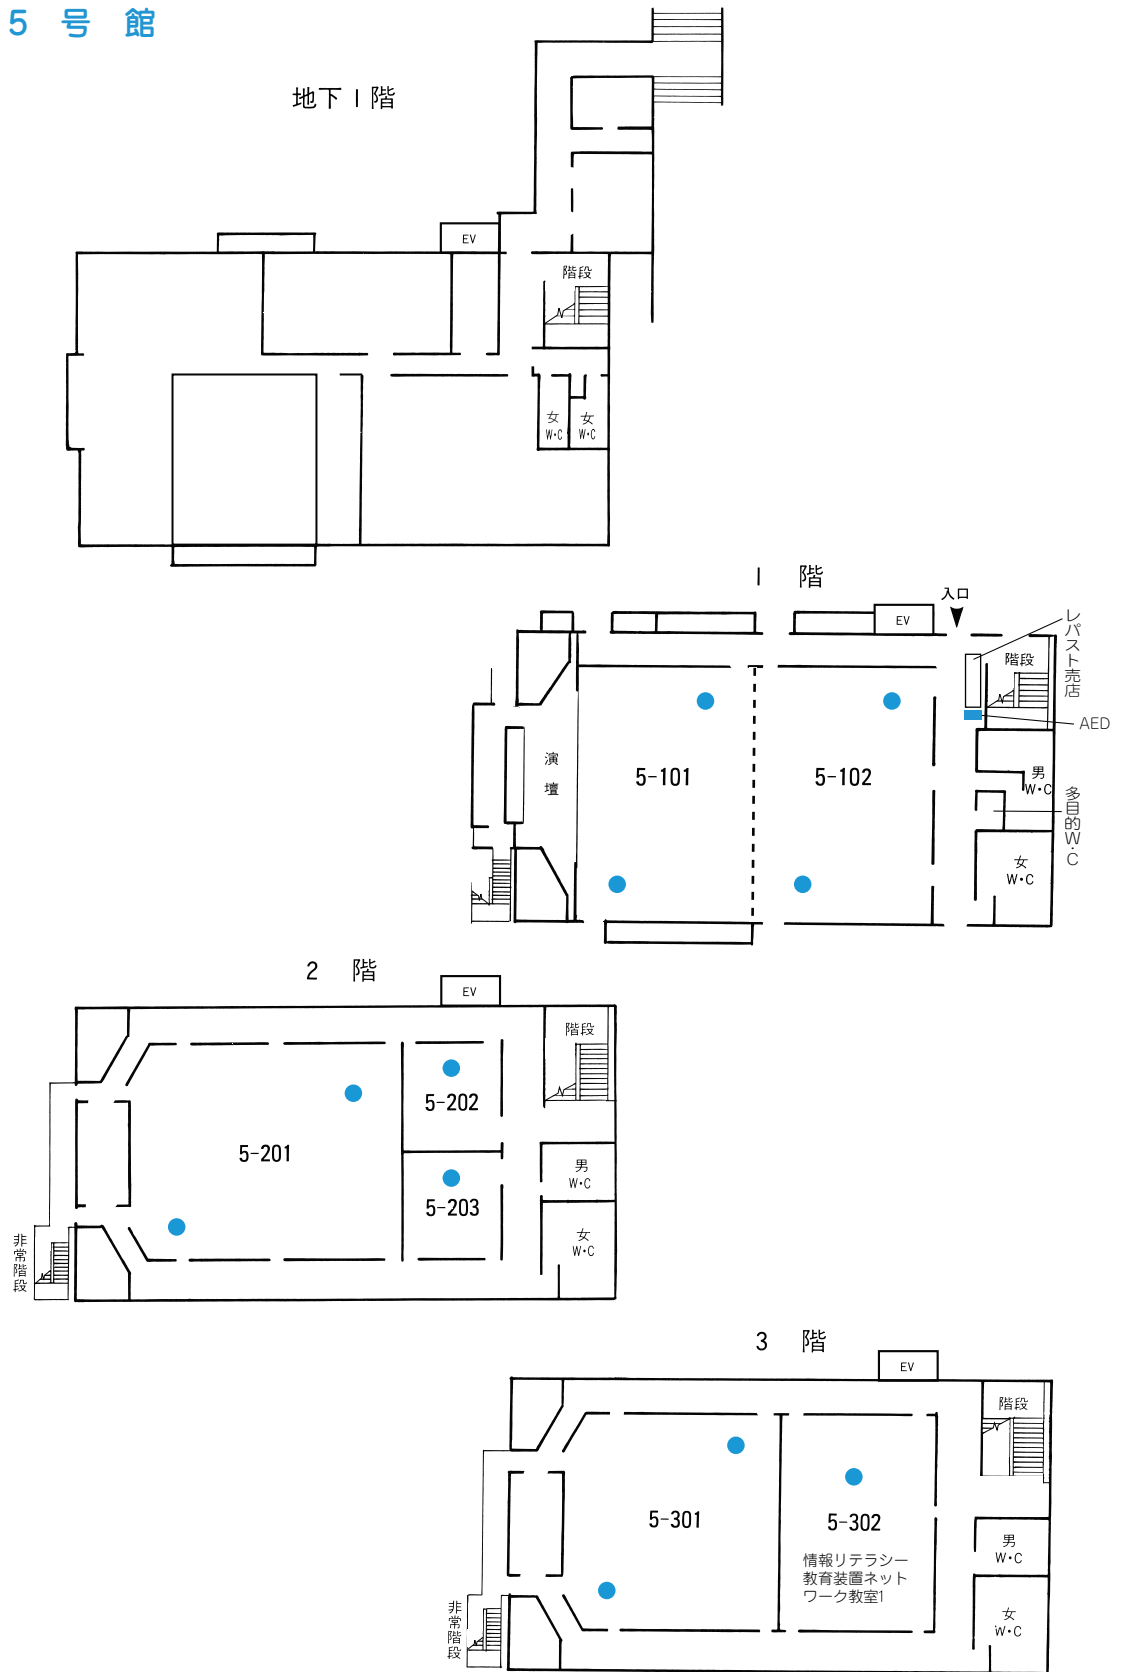 5 号 館
地下1階
EV
階段
女
W・C
女
W・C
1 階
入口
EV
レパスト売店
階段
AED
演壇
5-101
5-102
男
W・C
多目的W・C
女
W・C
2 階
EV
階段
5-202
5-201
男
W・C
5-203
女
W・C
非常階段
3 階
EV
階段
5-301
5-302
情報リテラシー
教育装置ネット
ワーク教室1
男
W・C
非常階段
女
W・C